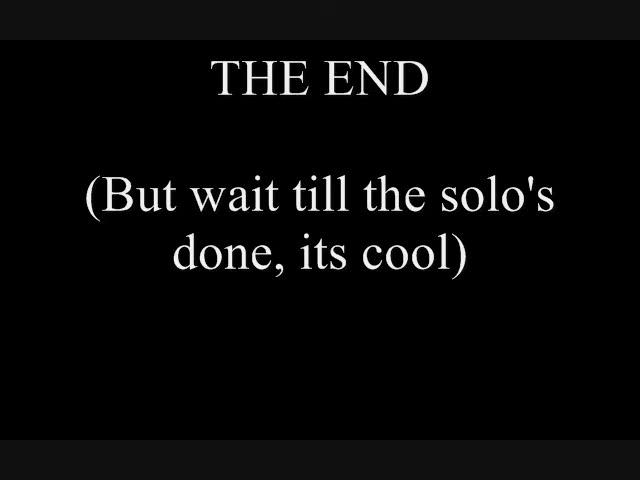 THE END
(But wait till the solo's
done, its cool)